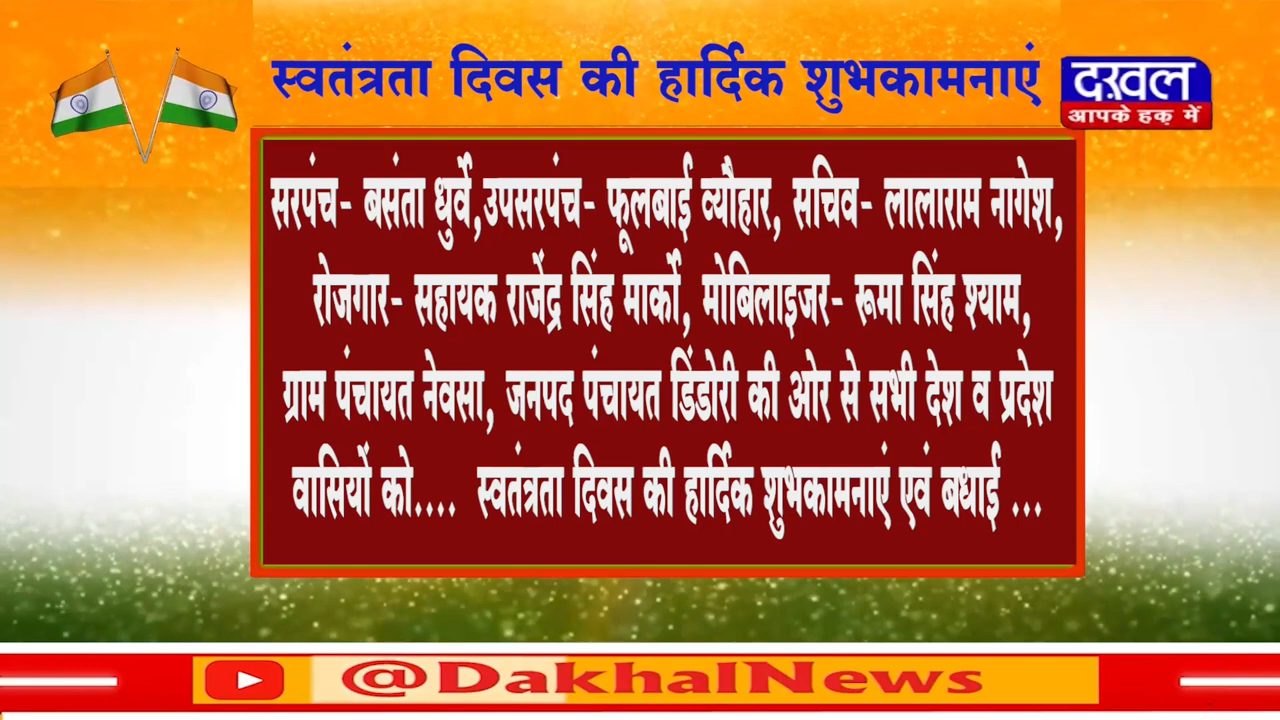 स्वतंत्रता दिवस की हार्दिक शुभकामनाएं
दख़ल
आपके हक़ में
सरपंच- बसंता धुर्वे,उपसरपंच- फूलबाई व्यौहार, सचिव- लालाराम नागेश,
रोजगार- सहायक राजेंद्र सिंह मार्को, मोबिलाइजर- रूमा सिंह श्याम,
ग्राम पंचायत नेवसा, जनपद पंचायत डिंडोरी की ओर से सभी देश व प्रदेश
वासियों को.... स्वतंत्रता दिवस की हार्दिक शुभकामनाएं एवं बधाई ...
@DakhalNews